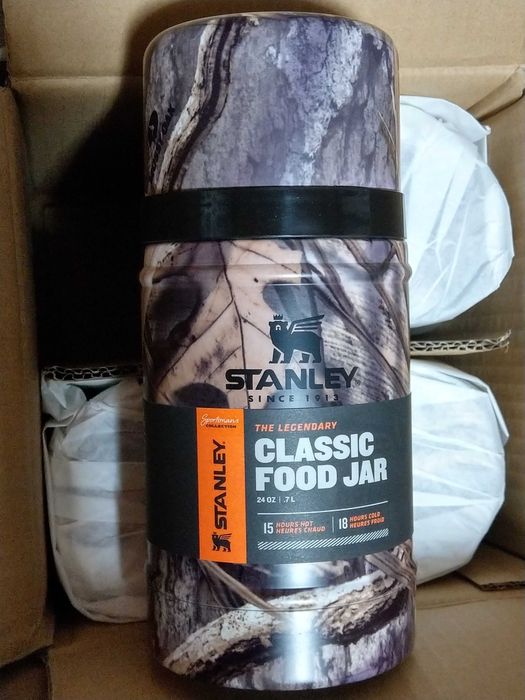 STANLEY
SINCE 1913
Sportsmans
COLLECTION
STANLEY
THE LEGENDARY
CLASSIC
FOOD JAR
24 OZ | .7 L
15 HOURS HOT
HEURES CHAUD
18 HOURS COLD
HEURES FROID